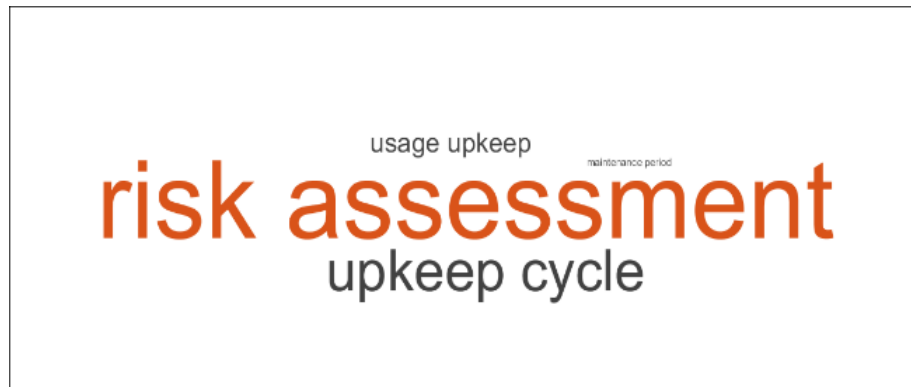 usage upkeep
maintenance period
risk assessment
upkeep cycle